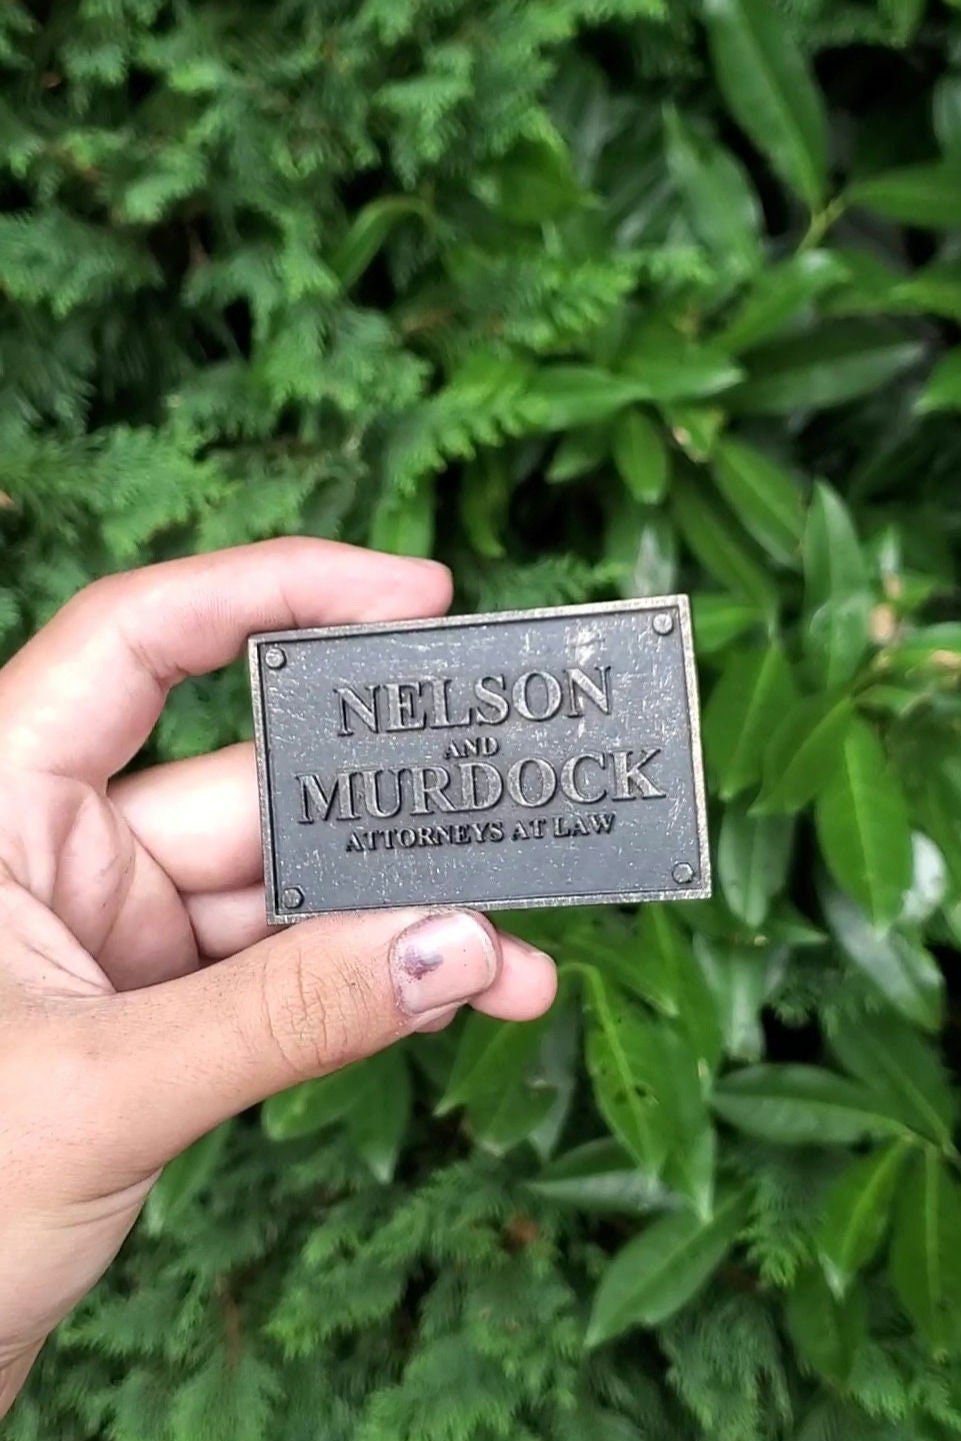 NELSON
AND
MURDOCK
ATTORNEYS AT LAW